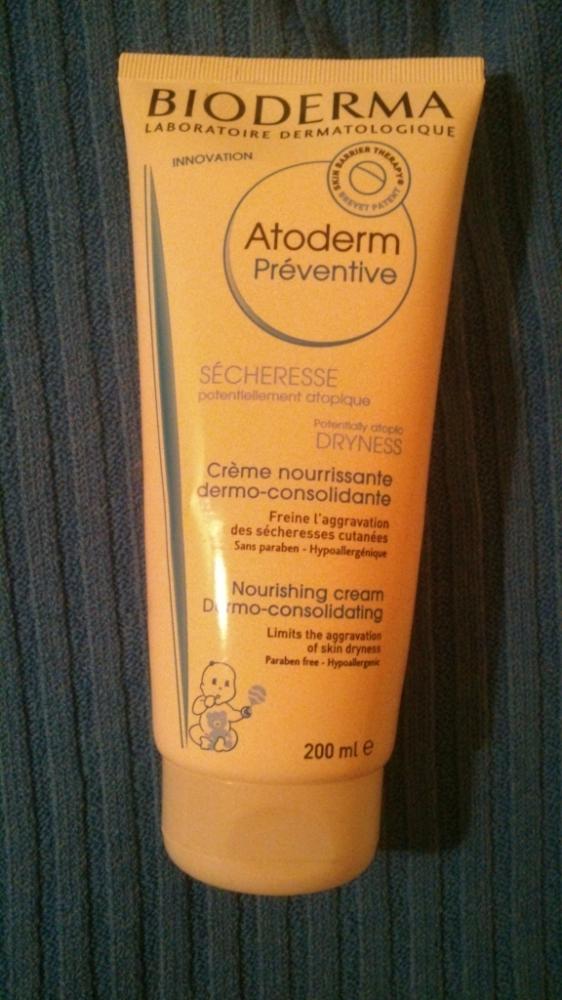 BIODERMA
LABORATOIRE DERMATOLOGIQUE
INNOVATION
SKIN BARRIER THERAPY®
BREVET PATENT
Atoderm
Préventive
SÉCHERESSE
potentiellement atopique
Potentially atopic
DRYNESS
Crème nourrissante
dermo-consolidante
Freine l'aggravation
des sécheresses cutanées
Sans paraben - Hypoallergénique
Nourishing cream
Dermo-consolidating
Limits the aggravation
of skin dryness
Paraben free - Hypoallergenic
200 ml e